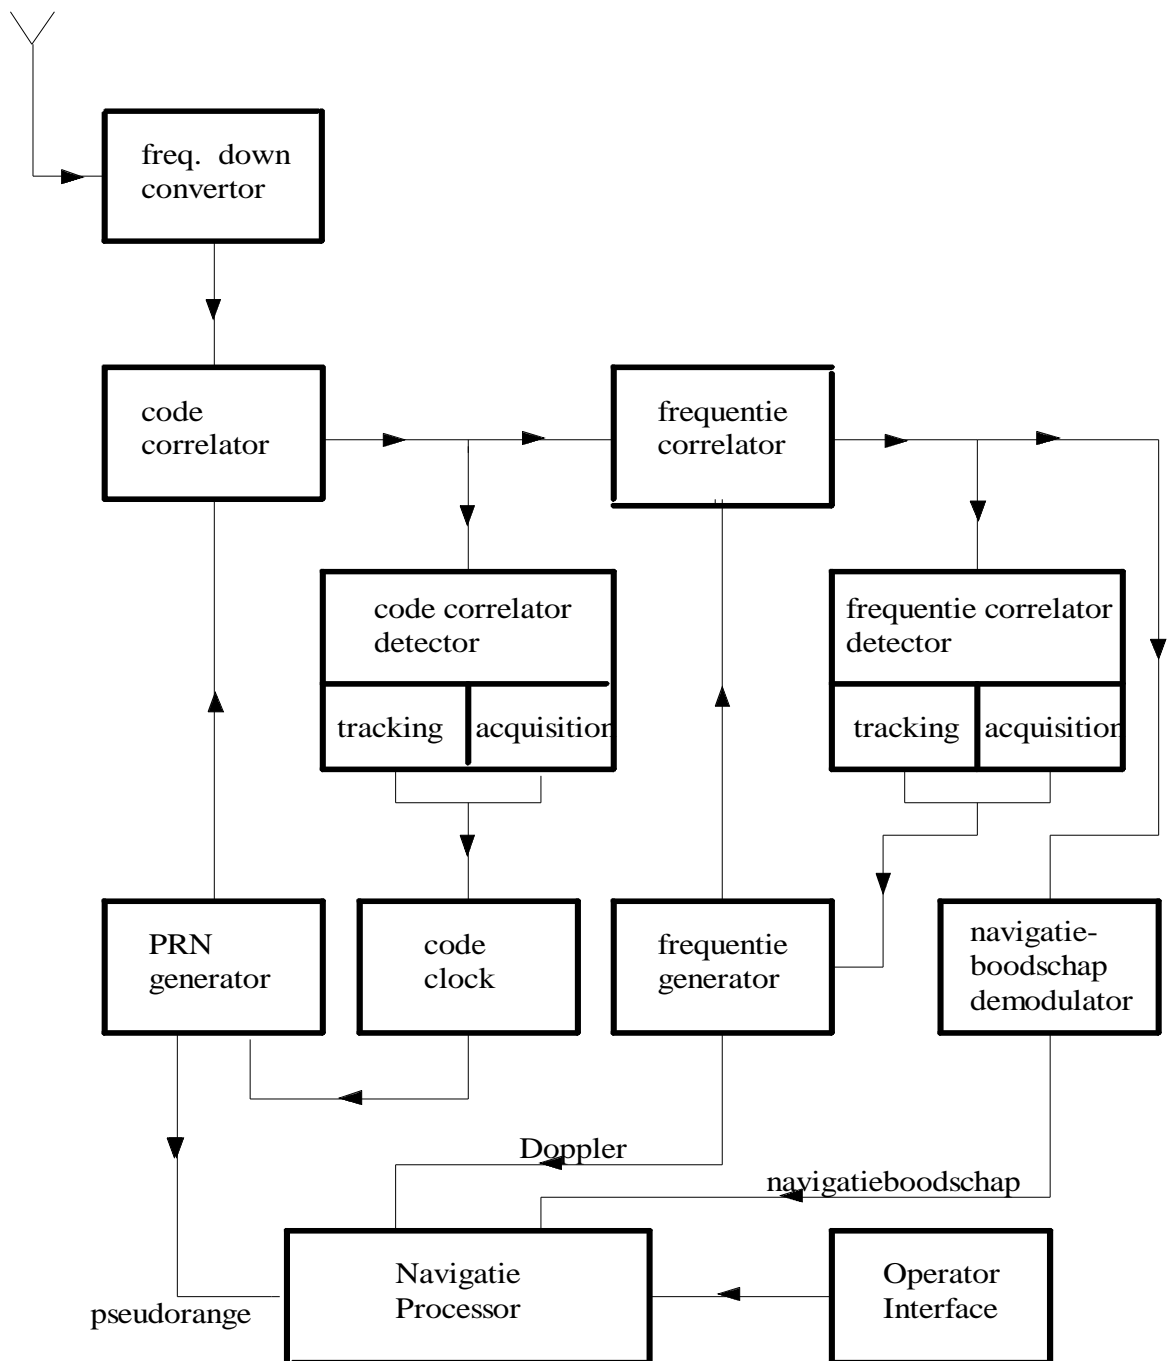 freq. down
convertor
code
correlator
frequentie
correlator
code correlator
detector
tracking
acquisition
frequentie correlator
detector
tracking
acquisition
PRN
generator
code
clock
frequentie
generator
navigatie-
boodschap
demodulator
Doppler
navigatieboodschap
pseudorange
Navigatie
Processor
Operator
Interface